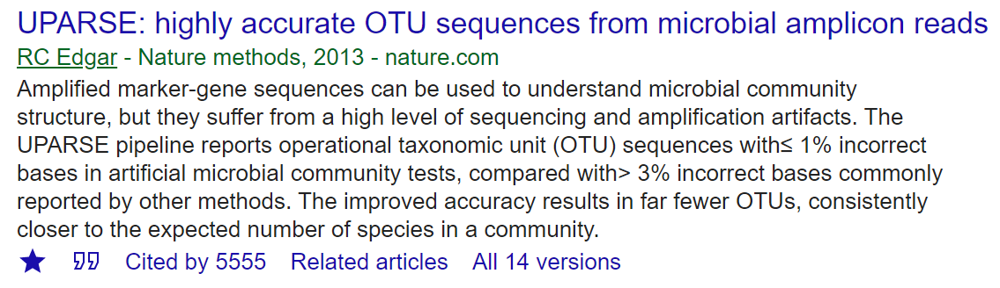 UPARSE: highly accurate OTU sequences from microbial amplicon reads
RC Edgar - Nature methods, 2013 - nature.com
Amplified marker-gene sequences can be used to understand microbial community
structure, but they suffer from a high level of sequencing and amplification artifacts. The
UPARSE pipeline reports operational taxonomic unit (OTU) sequences with≤ 1% incorrect
bases in artificial microbial community tests, compared with> 3% incorrect bases commonly
reported by other methods. The improved accuracy results in far fewer OTUs, consistently
closer to the expected number of species in a community.
Cited by 5555 Related articles All 14 versions